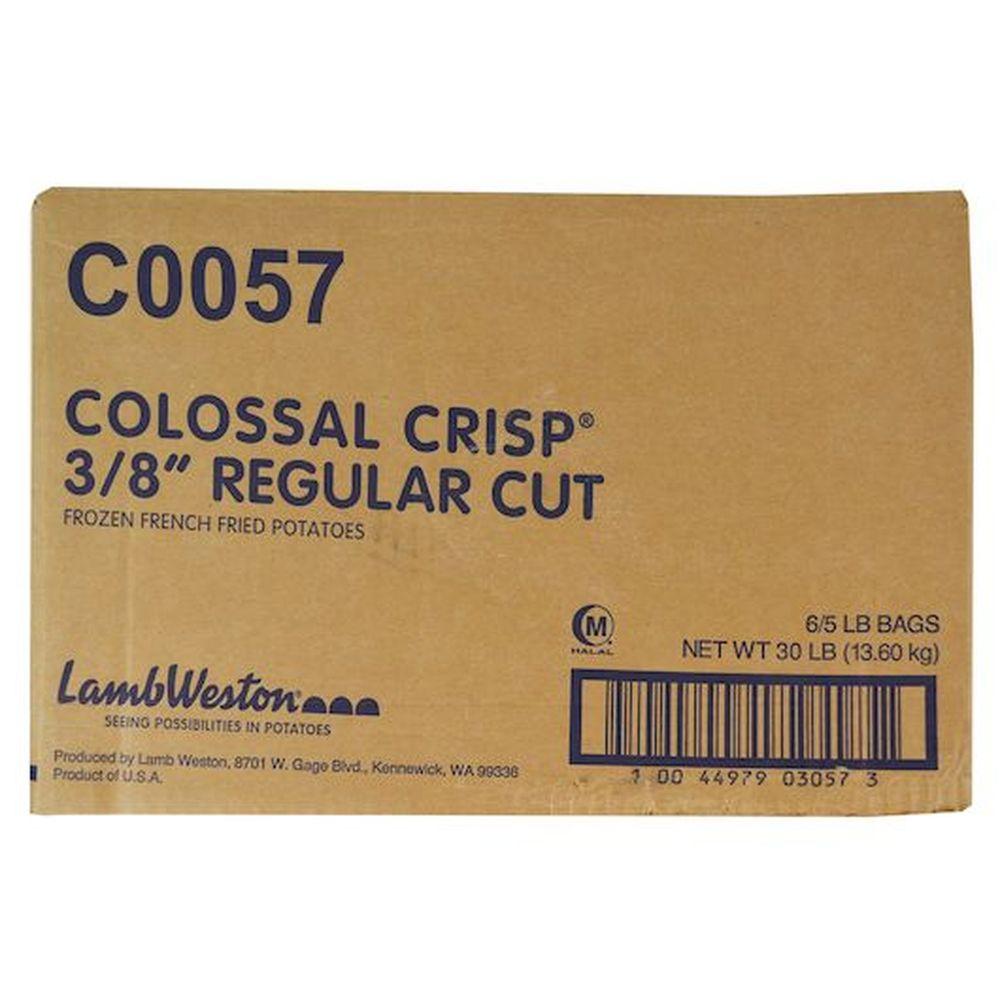 C0057
COLOSSAL CRISP®
3/8" REGULAR CUT
FROZEN FRENCH FRIED POTATOES
M
HALAL
6/5 LB BAGS
NET WT 30 LB (13.60 kg)
LambWeston
SEEING POSSIBILITIES IN POTATOES
Produced by Lamb Weston, 8701 W. Gage Blvd., Kennewick, WA 99336
Product of U.S.A.
1 00 44979 03057 3